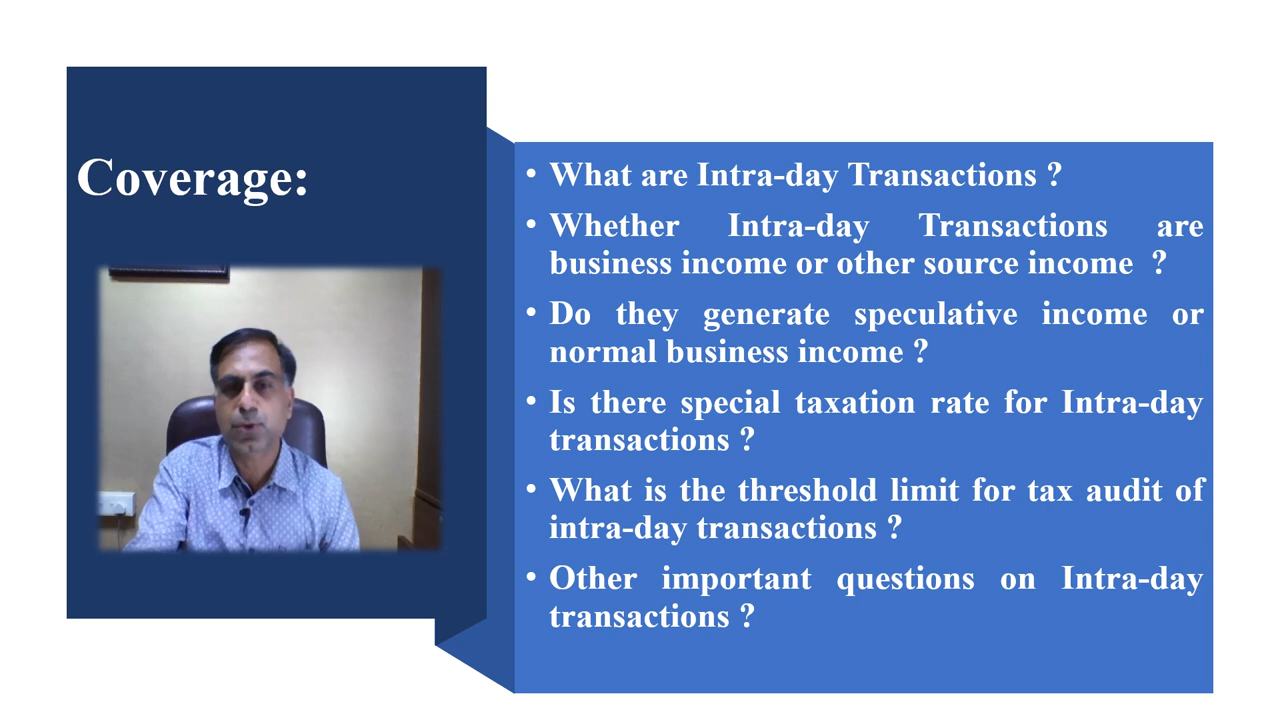 Coverage:
• What are Intra-day Transactions ?
• Whether Intra-day Transactions are
business income or other source income ?
• Do they generate speculative income or
normal business income ?
• Is there special taxation rate for Intra-day
transactions ?
• What is the threshold limit for tax audit of
intra-day transactions ?
• Other important questions on Intra-day
transactions ?